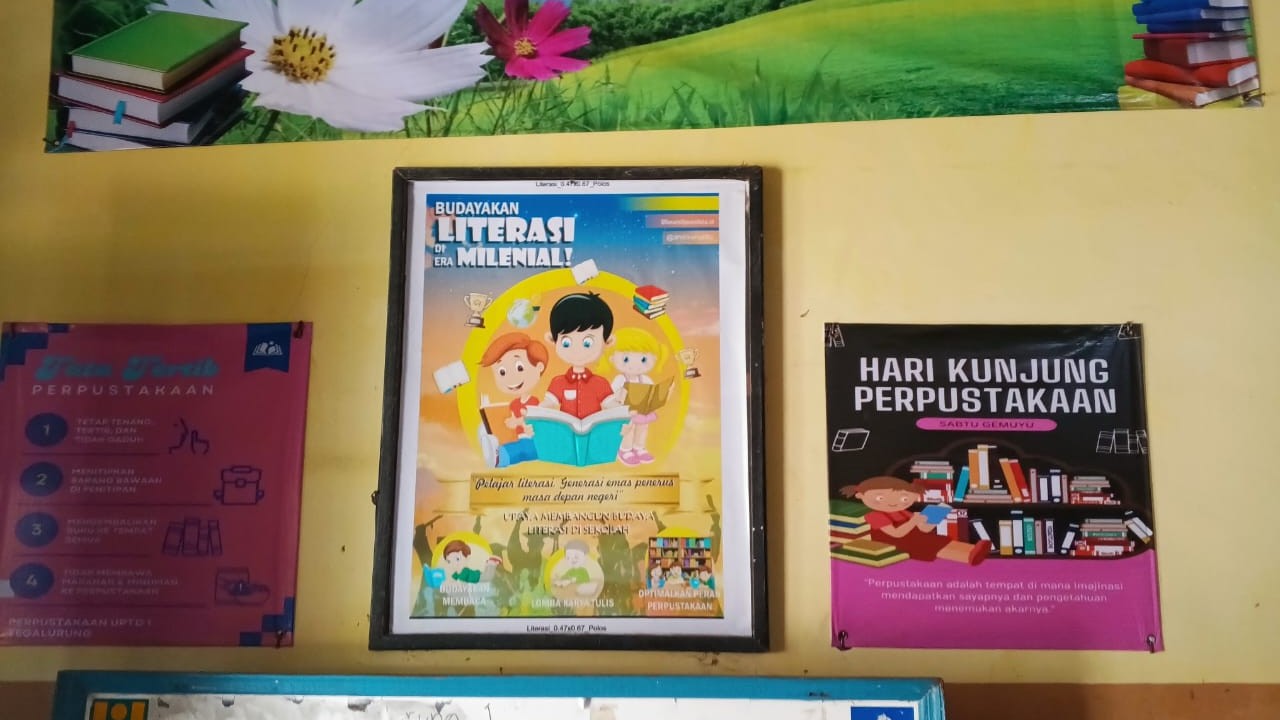 Tata Tertib
PERPUSTAKAAN
1
TETAP TENANG,
TERTIB, DAN
TIDAK GADUH
2
MENITIPKAN
BARANG BAWAAN
DI PENITIPAN
3
MENGEMBALIKAN
BUKU KE TEMPAT
SEMUA
4
TIDAK MEMBAWA
MAKANAN & MINUMAN
KE PERPUSTAKAAN
PERPUSTAKAAN UPTD 1
TEGALURUNG
Literasi_0.47x0.67_Polos
BUDAYAKAN
LITERASI
DI
ERA MILENIAL!
"Pelajar literasi, Generasi emas penerus
masa depan negeri"
UPAYA MEMBANGUN BUDAYA
LITERASI DI SEKOLAH
BUDAYAKAN
MEMBACA
LOMBA KARYA TULIS
OPTIMALKAN PERAN
PERPUSTAKAAN
Literasi_0.47x0.67_Polos
HARI KUNJUNG
PERPUSTAKAAN
SABTU GEMUYU
"Perpustakaan adalah tempat di mana imajinasi
mendapatkan sayapnya dan pengetahuan
menemukan akarnya."